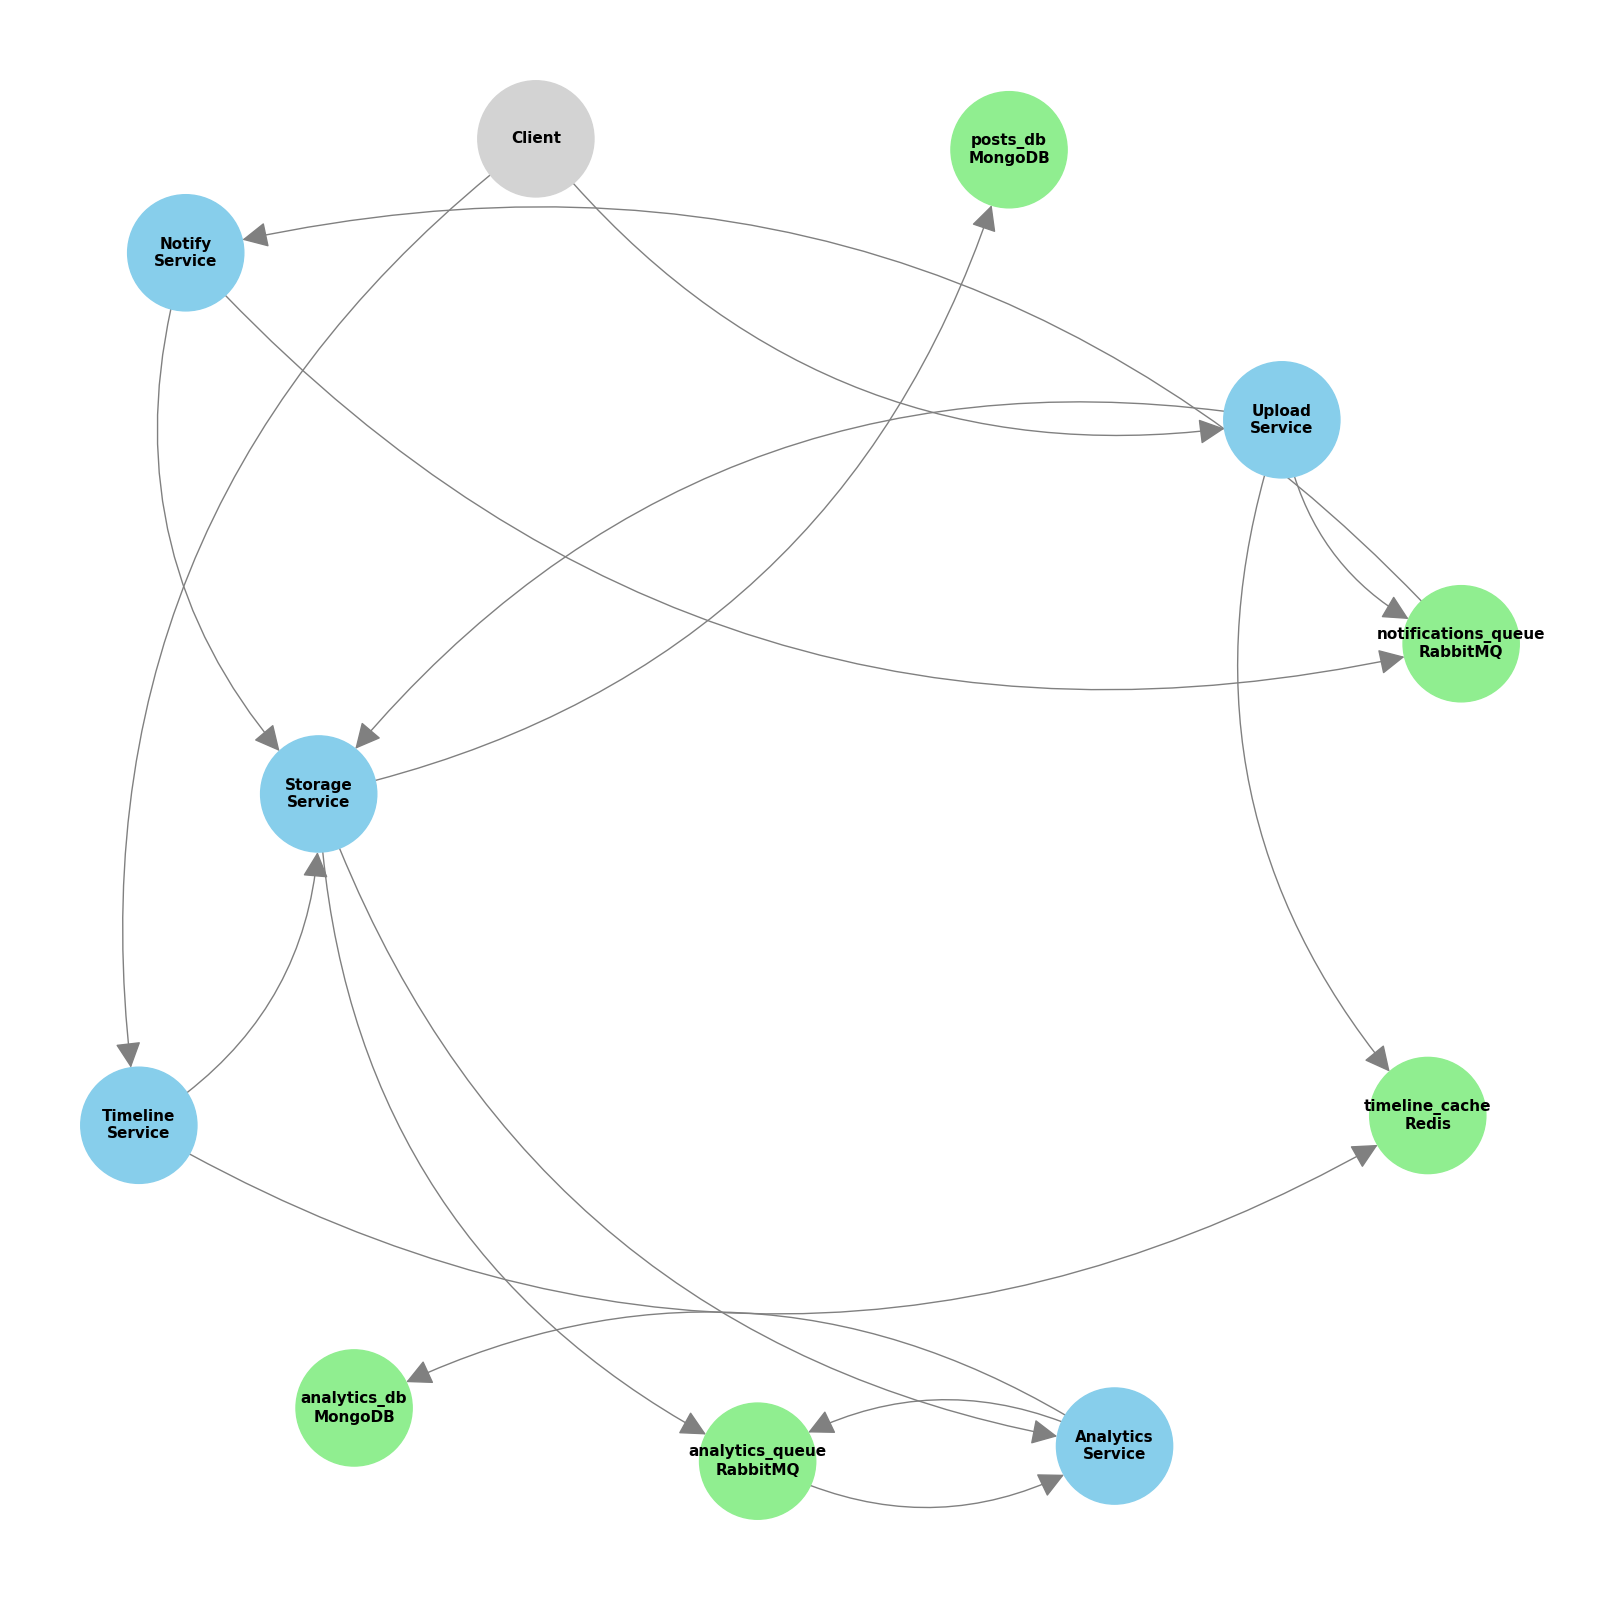 Client
posts_db
MongoDB
Notify
Service
Upload
Service
notifications_queue
RabbitMQ
Storage
Service
timeline_cache
Redis
Timeline
Service
analytics_db
MongoDB
analytics_queue
RabbitMQ
Analytics
Service